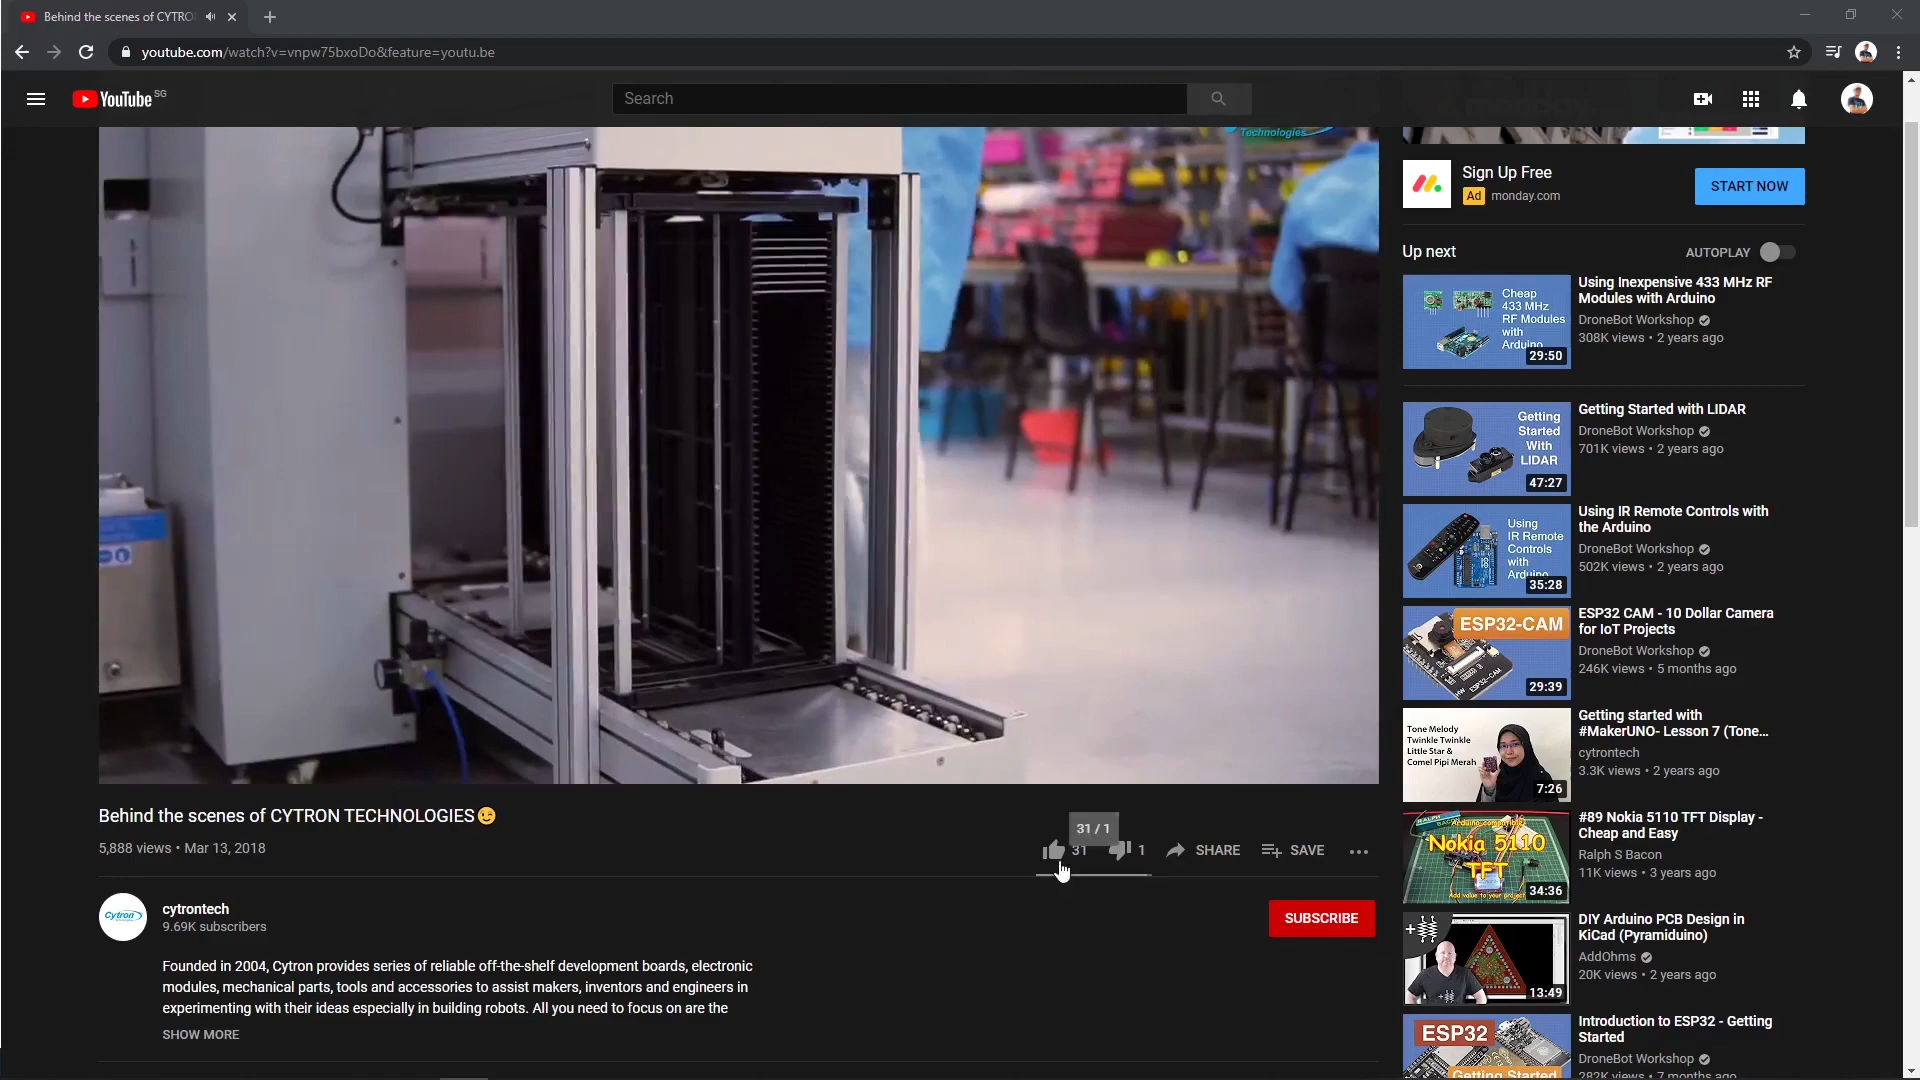 Behind the scenes of CYTRO
youtube.com/watch?v=vnpw75bxoDo&feature=youtu.be
YouTube SG
Search
Technologies
Sign Up Free
Ad monday.com
START NOW
Up next
AUTOPLAY
Cheap
433 MHz
RF Modules
with
Arduino
29:50
Using Inexpensive 433 MHz RF
Modules with Arduino
DroneBot Workshop
308K views • 2 years ago
Getting
Started
With
LIDAR
47:27
Getting Started with LIDAR
DroneBot Workshop
701K views • 2 years ago
Using
IR Remote
Controls
with
Arduino
35:28
Using IR Remote Controls with
the Arduino
DroneBot Workshop
502K views • 2 years ago
ESP32-CAM
29:39
ESP32 CAM - 10 Dollar Camera
for IoT Projects
DroneBot Workshop
246K views • 5 months ago
Tone Melody
Twinkle Twinkle
Little Star &
Comel Pipi Merah
7:26
Getting started with
#MakerUNO- Lesson 7 (Tone...
cytrontech
3.3K views • 2 years ago
Arduino-compatible
Nokia 5110
TFT
Add value to your project
34:36
#89 Nokia 5110 TFT Display -
Cheap and Easy
Ralph S Bacon
11K views • 3 years ago
13:49
DIY Arduino PCB Design in
KiCad (Pyramiduino)
AddOhms
20K views • 2 years ago
ESP32
Getting Started
Introduction to ESP32 - Getting
Started
DroneBot Workshop
282K views • 7 months ago
Behind the scenes of CYTRON TECHNOLOGIES😉
5,888 views • Mar 13, 2018
31 / 1
31
1
SHARE
SAVE
Cytron
cytrontech
9.69K subscribers
SUBSCRIBE
Founded in 2004, Cytron provides series of reliable off-the-shelf development boards, electronic
modules, mechanical parts, tools and accessories to assist makers, inventors and engineers in
experimenting with their ideas especially in building robots. All you need to focus on are the
SHOW MORE